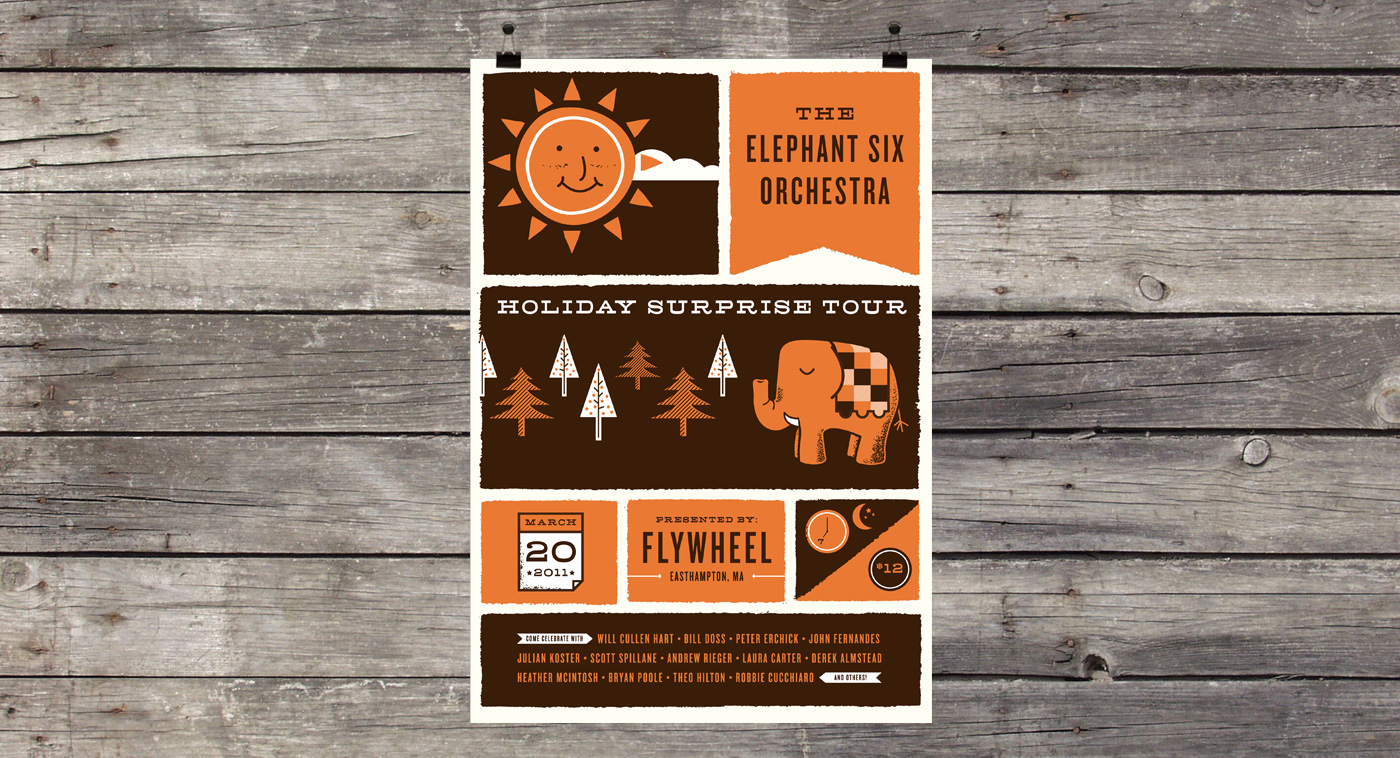 THE
ELEPHANT SIX
ORCHESTRA
HOLIDAY SURPRISE TOUR
MARCH
20
★2011★
PRESENTED BY:
FLYWHEEL
EASTHAMPTON, MA
7
$12
COME CELEBRATE WITH WILL CULLEN HART • BILL DOSS • PETER ERCHICK • JOHN FERNANDES
JULIAN KOSTER • SCOTT SPILLANE • ANDREW RIEGER • LAURA CARTER • DEREK ALMSTEAD
HEATHER MCINTOSH • BRYAN POOLE • THEO HILTON • ROBBIE CUCCHIARO AND OTHERS!